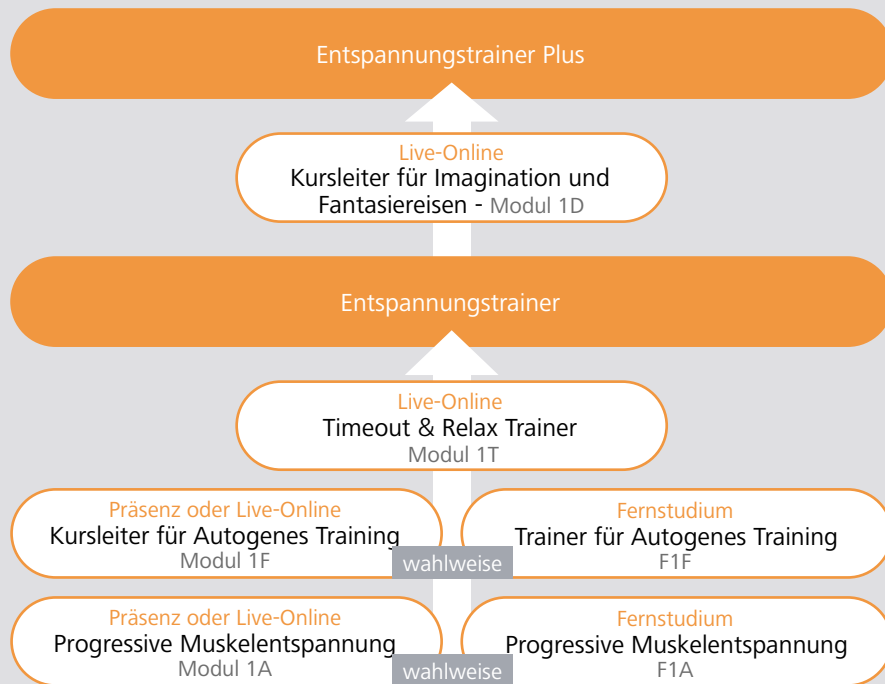 Entspannungstrainer Plus
Live-Online
Kursleiter für Imagination und
Fantasiereisen - Modul 1D
Entspannungstrainer
Live-Online
Timeout & Relax Trainer
Modul 1T
Präsenz oder Live-Online
Kursleiter für Autogenes Training
Modul 1F
wahlweise
Fernstudium
Trainer für Autogenes Training
F1F
Präsenz oder Live-Online
Progressive Muskelentspannung
Modul 1A
wahlweise
Fernstudium
Progressive Muskelentspannung
F1A